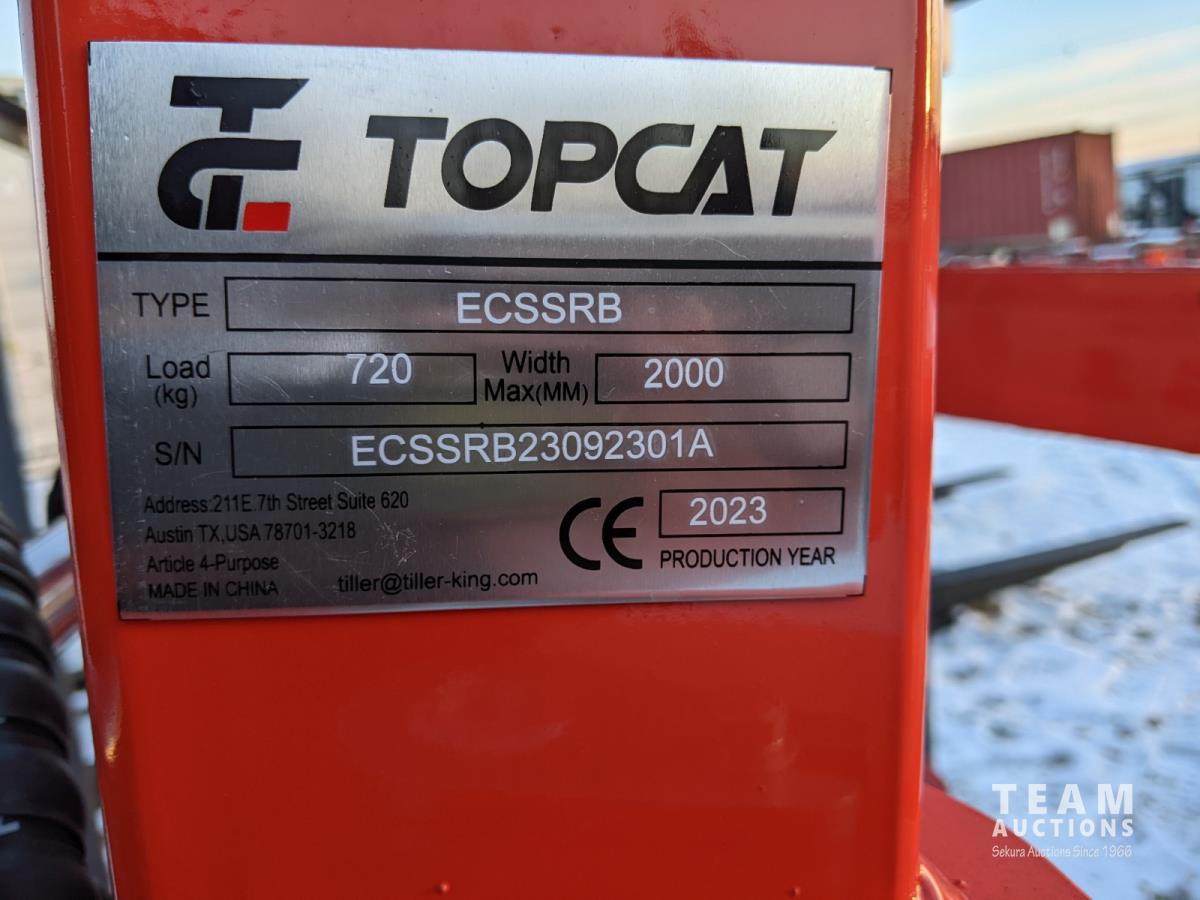 TC TOPCAT
TYPE ECSSRB
Load (kg) 720 Width Max(MM) 2000
S/N ECSSRB23092301A
Address:211E.7th Street Suite 620
Austin TX,USA 78701-3218
Article 4-Purpose
MADE IN CHINA tiller@tiller-king.com
CE 2023
PRODUCTION YEAR
TEAM
AUCTIONS
Sekura Auctions Since 1966